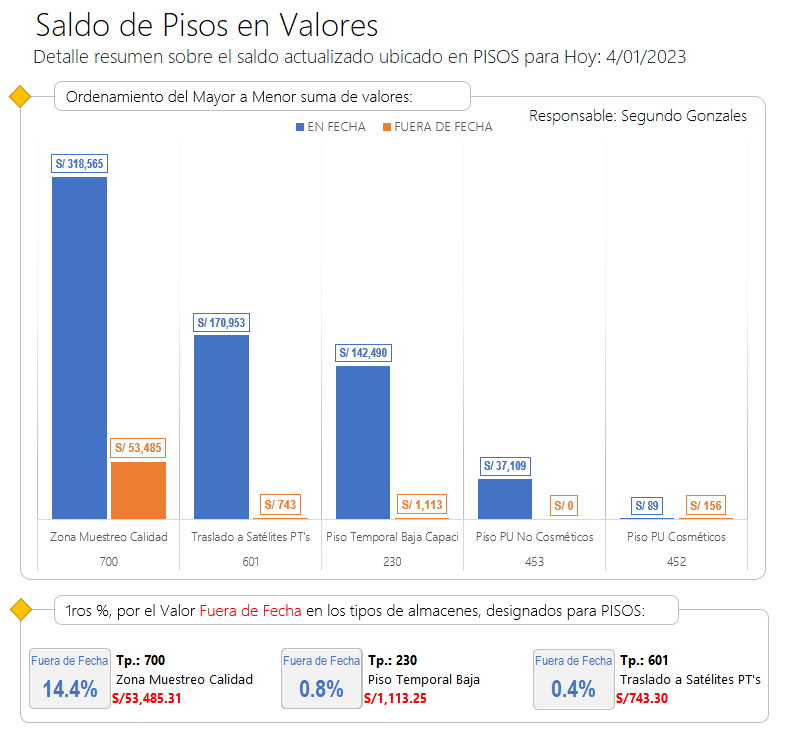 Saldo de Pisos en Valores
Detalle resumen sobre el saldo actualizado ubicado en PISOS para Hoy: 4/01/2023
Ordenamiento del Mayor a Menor suma de valores:
Responsable: Segundo Gonzales
EN FECHA FUERA DE FECHA
S/ 318,565
S/ 53,485
S/ 170,953
S/ 743
S/ 142,490
S/ 1,113
S/ 37,109
S/ 0
S/ 89
S/ 156
Zona Muestreo Calidad
Traslado a Satélites PT's
Piso Temporal Baja Capaci
Piso PU No Cosméticos
Piso PU Cosméticos
700
601
230
453
452
1ros %, por el Valor Fuera de Fecha en los tipos de almacenes, designados para PISOS:
Fuera de Fecha
14.4%
Tp.: 700
Zona Muestreo Calidad
S/53,485.31
Fuera de Fecha
0.8%
Tp.: 230
Piso Temporal Baja
S/1,113.25
Fuera de Fecha
0.4%
Tp.: 601
Traslado a Satélites PT's
S/743.30